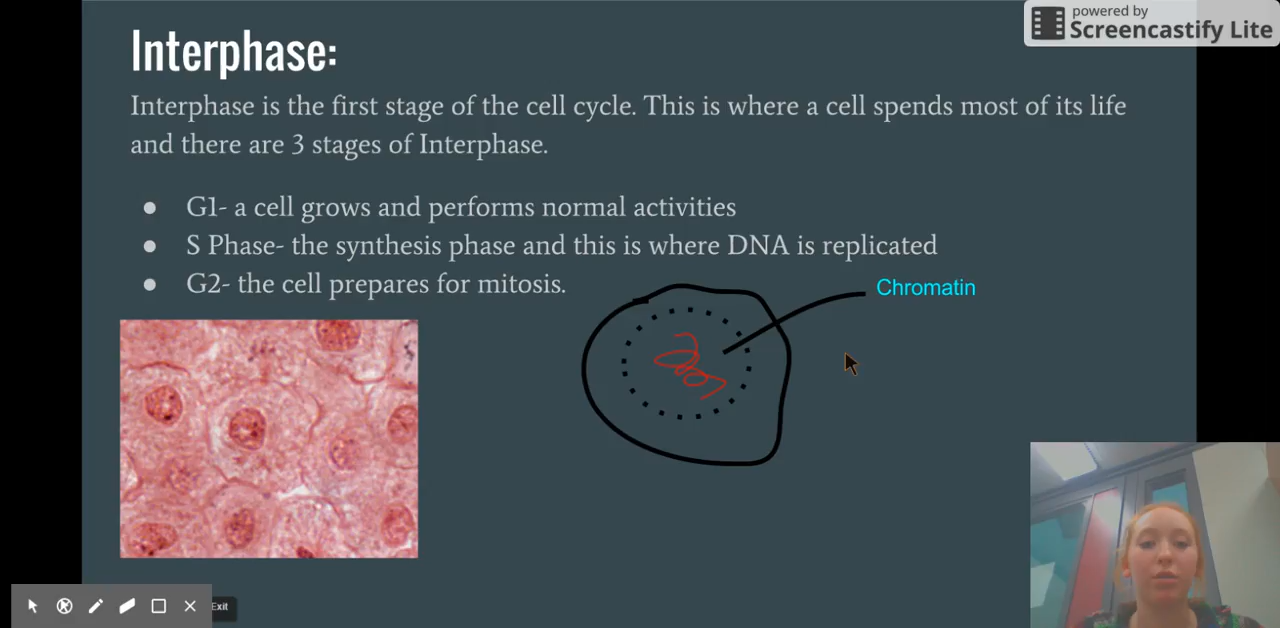 powered by
Screencastify Lite
Interphase:
Interphase is the first stage of the cell cycle. This is where a cell spends most of its life
and there are 3 stages of Interphase.
● G1- a cell grows and performs normal activities
● S Phase- the synthesis phase and this is where DNA is replicated
● G2- the cell prepares for mitosis.
Chromatin
Exit